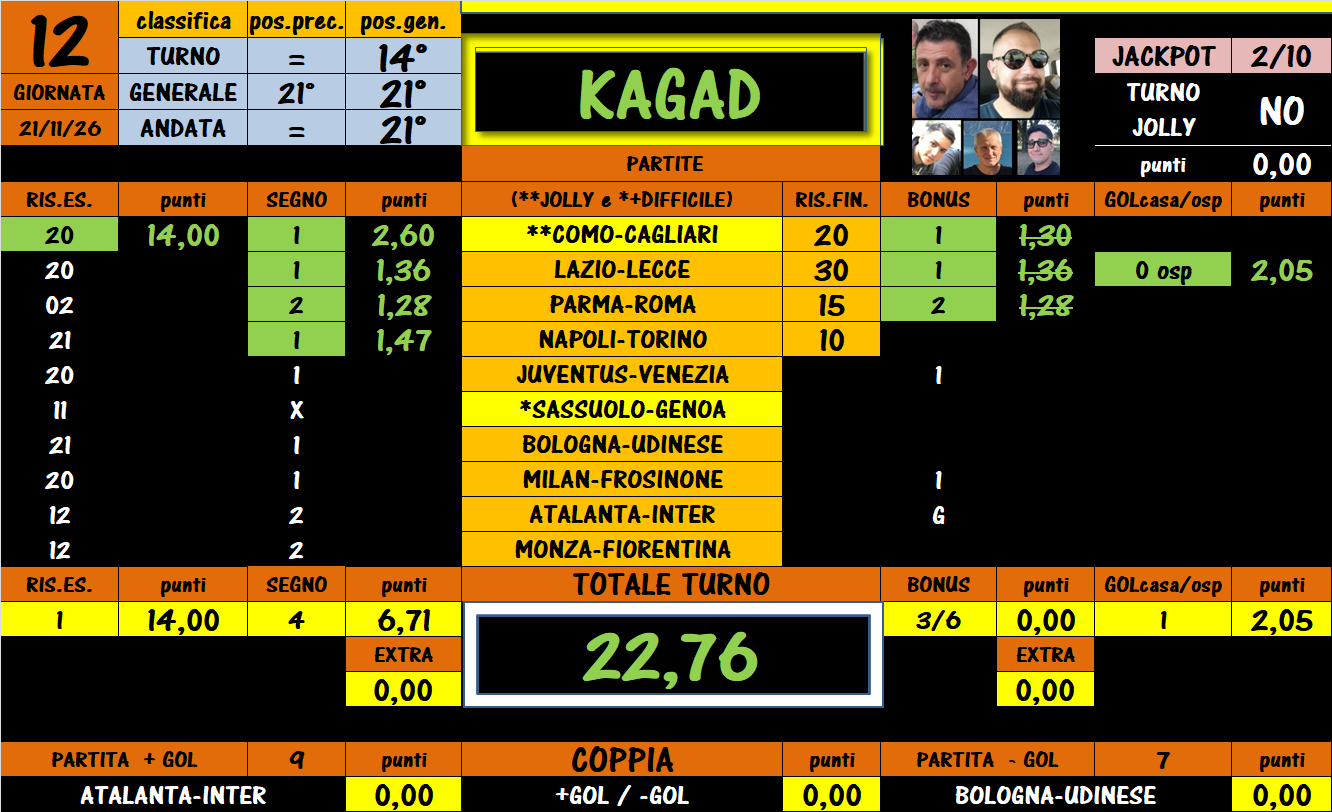 12 classifica pos.prec. pos.gen.
TURNO = 14°
GIORNATA GENERALE 21° 21°
21/11/26 ANDATA = 21°
KAGAD
JACKPOT 2/10
TURNO JOLLY NO
punti 0,00
PARTITE
RIS.ES. punti SEGNO punti (**JOLLY e *+DIFFICILE) RIS.FIN. BONUS punti GOLcasa/osp punti
20 14,00 1 2,60 **COMO-CAGLIARI 20 1 1,30
20 1 1,36 LAZIO-LECCE 30 1 1,36 0 osp 2,05
02 2 1,28 PARMA-ROMA 15 2 1,28
21 1 1,47 NAPOLI-TORINO 10
20 1 JUVENTUS-VENEZIA 1
11 X *SASSUOLO-GENOA
21 1 BOLOGNA-UDINESE
20 1 MILAN-FROSINONE 1
12 2 ATALANTA-INTER G
12 2 MONZA-FIORENTINA
RIS.ES. punti SEGNO punti TOTALE TURNO BONUS punti GOLcasa/osp punti
1 14,00 4 6,71 22,76 3/6 0,00 1 2,05
EXTRA EXTRA
0,00 0,00
PARTITA + GOL 9 punti COPPIA punti PARTITA - GOL 7 punti
ATALANTA-INTER 0,00 +GOL / -GOL 0,00 BOLOGNA-UDINESE 0,00